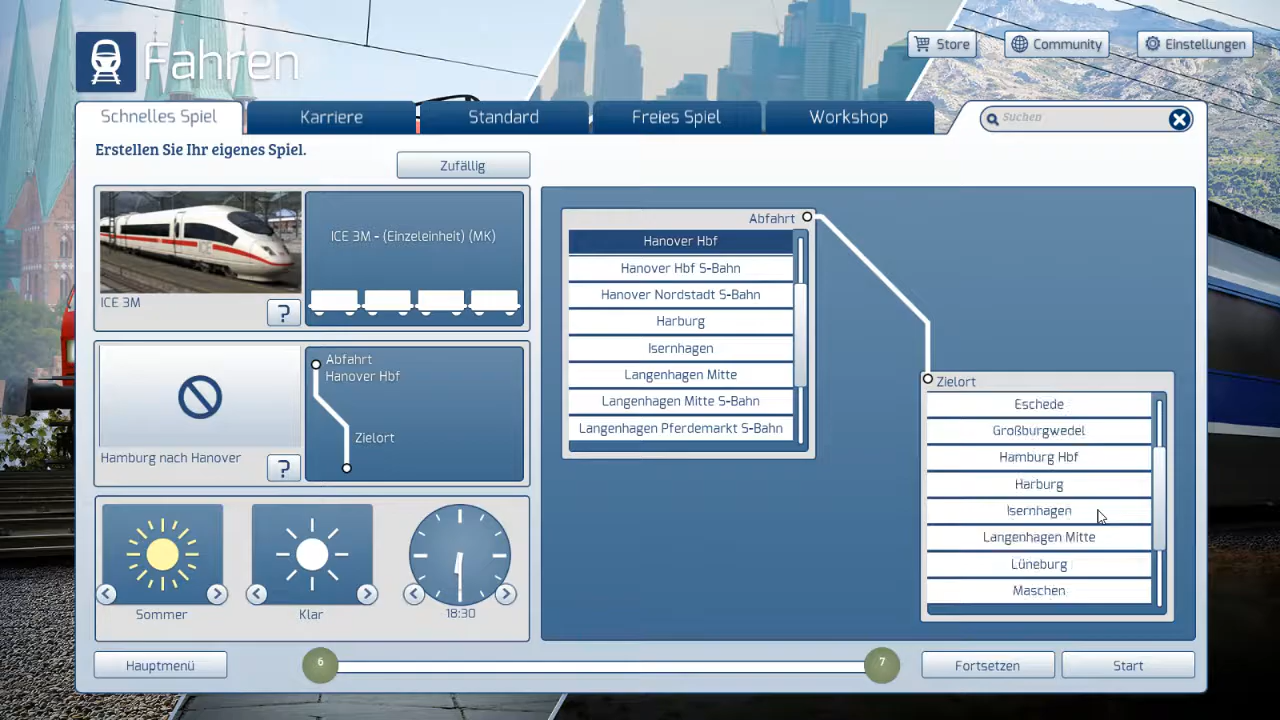 Fahren
Store
Community
Einstellungen
Schnelles Spiel
Karriere
Standard
Freies Spiel
Workshop
Suchen
Erstellen Sie Ihr eigenes Spiel.
Zufällig
ICE 3M - (Einzeleinheit) (MK)
ICE
ICE 3M
?
Abfahrt
Hanover Hbf
Zielort
Hamburg nach Hanover
?
Sommer
Klar
18:30
Abfahrt
Hanover Hbf
Hanover Hbf S-Bahn
Hanover Nordstadt S-Bahn
Harburg
Isernhagen
Langenhagen Mitte
Langenhagen Mitte S-Bahn
Langenhagen Pferdemarkt S-Bahn
Zielort
Eschede
Großburgwedel
Hamburg Hbf
Harburg
Isernhagen
Langenhagen Mitte
Lüneburg
Maschen
Hauptmenü
6
7
Fortsetzen
Start